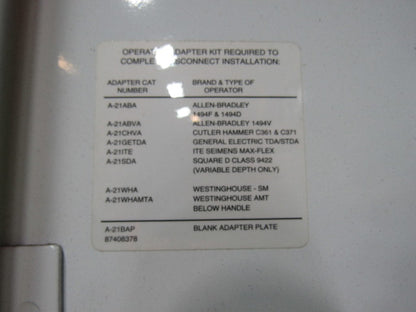 OPERATOR ADAPTER KIT REQUIRED TO
COMPLETE DISCONNECT INSTALLATION:
ADAPTER CAT NUMBER BRAND & TYPE OF OPERATOR
A-21ABA ALLEN-BRADLEY
1494F & 1494D
A-21ABVA ALLEN-BRADLEY 1494V
A-21CHVA CUTLER HAMMER C361 & C371
A-21GETDA GENERAL ELECTRIC TDA/STDA
A-21ITE ITE SEIMENS MAX-FLEX
A-21SDA SQUARE D CLASS 9422
(VARIABLE DEPTH ONLY)
A-21WHA WESTINGHOUSE - SM
A-21WHAMTA WESTINGHOUSE AMT
BELOW HANDLE
A-21BAP BLANK ADAPTER PLATE
87408378